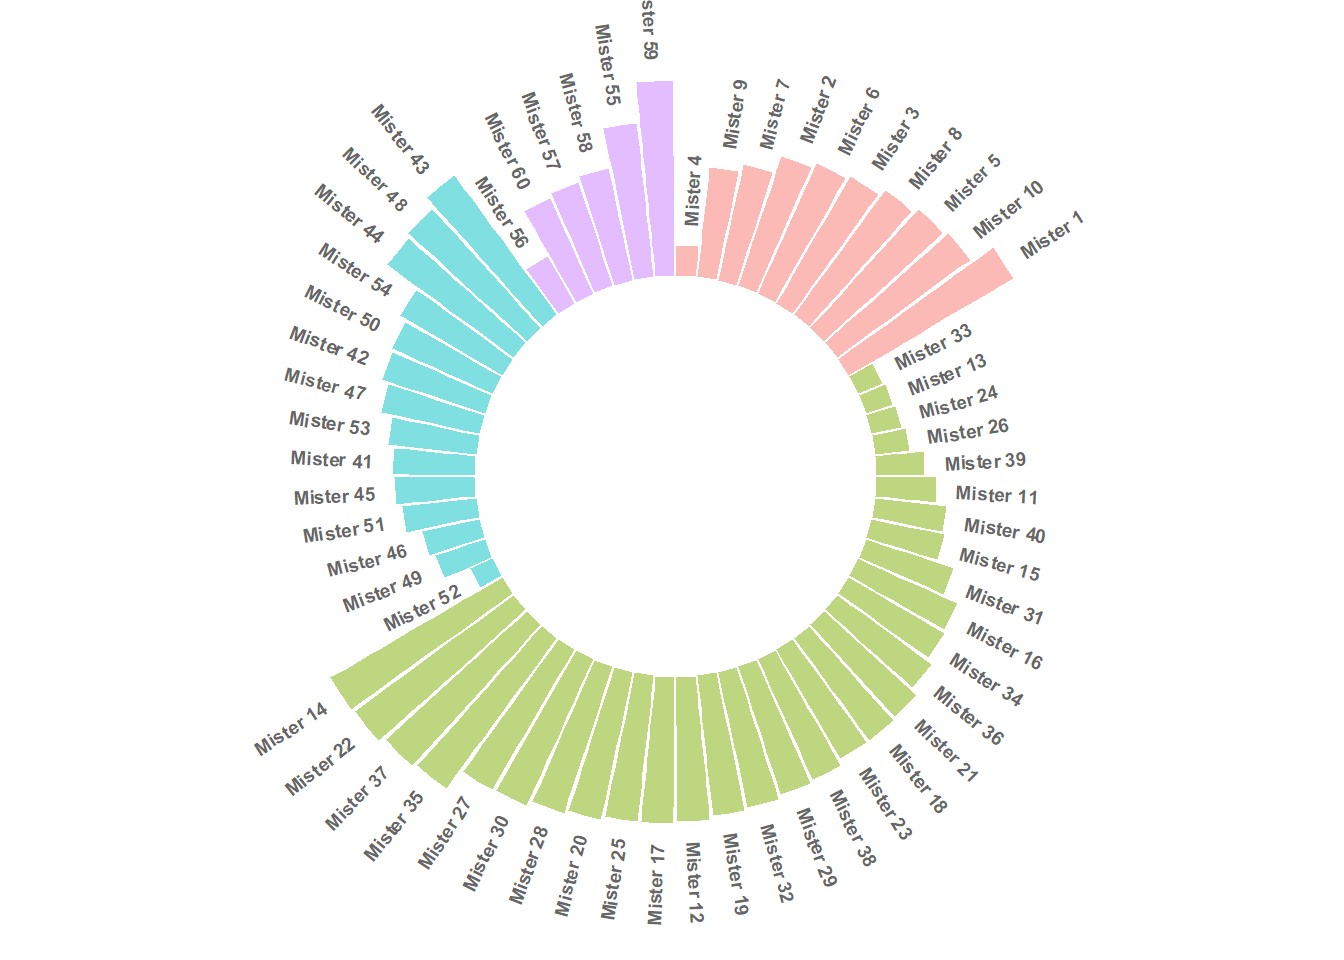 Mister 4
Mister 9
Mister 7
Mister 2
Mister 6
Mister 3
Mister 8
Mister 5
Mister 10
Mister 1
Mister 33
Mister 13
Mister 24
Mister 26
Mister 39
Mister 11
Mister 40
Mister 15
Mister 31
Mister 16
Mister 34
Mister 36
Mister 21
Mister 18
Mister 23
Mister 38
Mister 29
Mister 32
Mister 19
Mister 12
Mister 17
Mister 25
Mister 20
Mister 28
Mister 30
Mister 27
Mister 35
Mister 37
Mister 22
Mister 14
Mister 52
Mister 49
Mister 46
Mister 51
Mister 45
Mister 41
Mister 53
Mister 47
Mister 42
Mister 50
Mister 54
Mister 44
Mister 48
Mister 43
Mister 56
Mister 60
Mister 57
Mister 58
Mister 55
ster 59